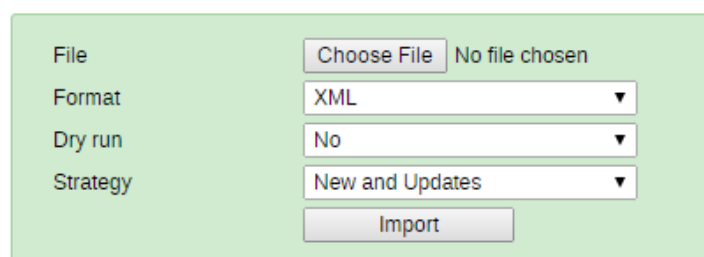 File Choose File No file chosen
Format XML
Dry run No
Strategy New and Updates
Import